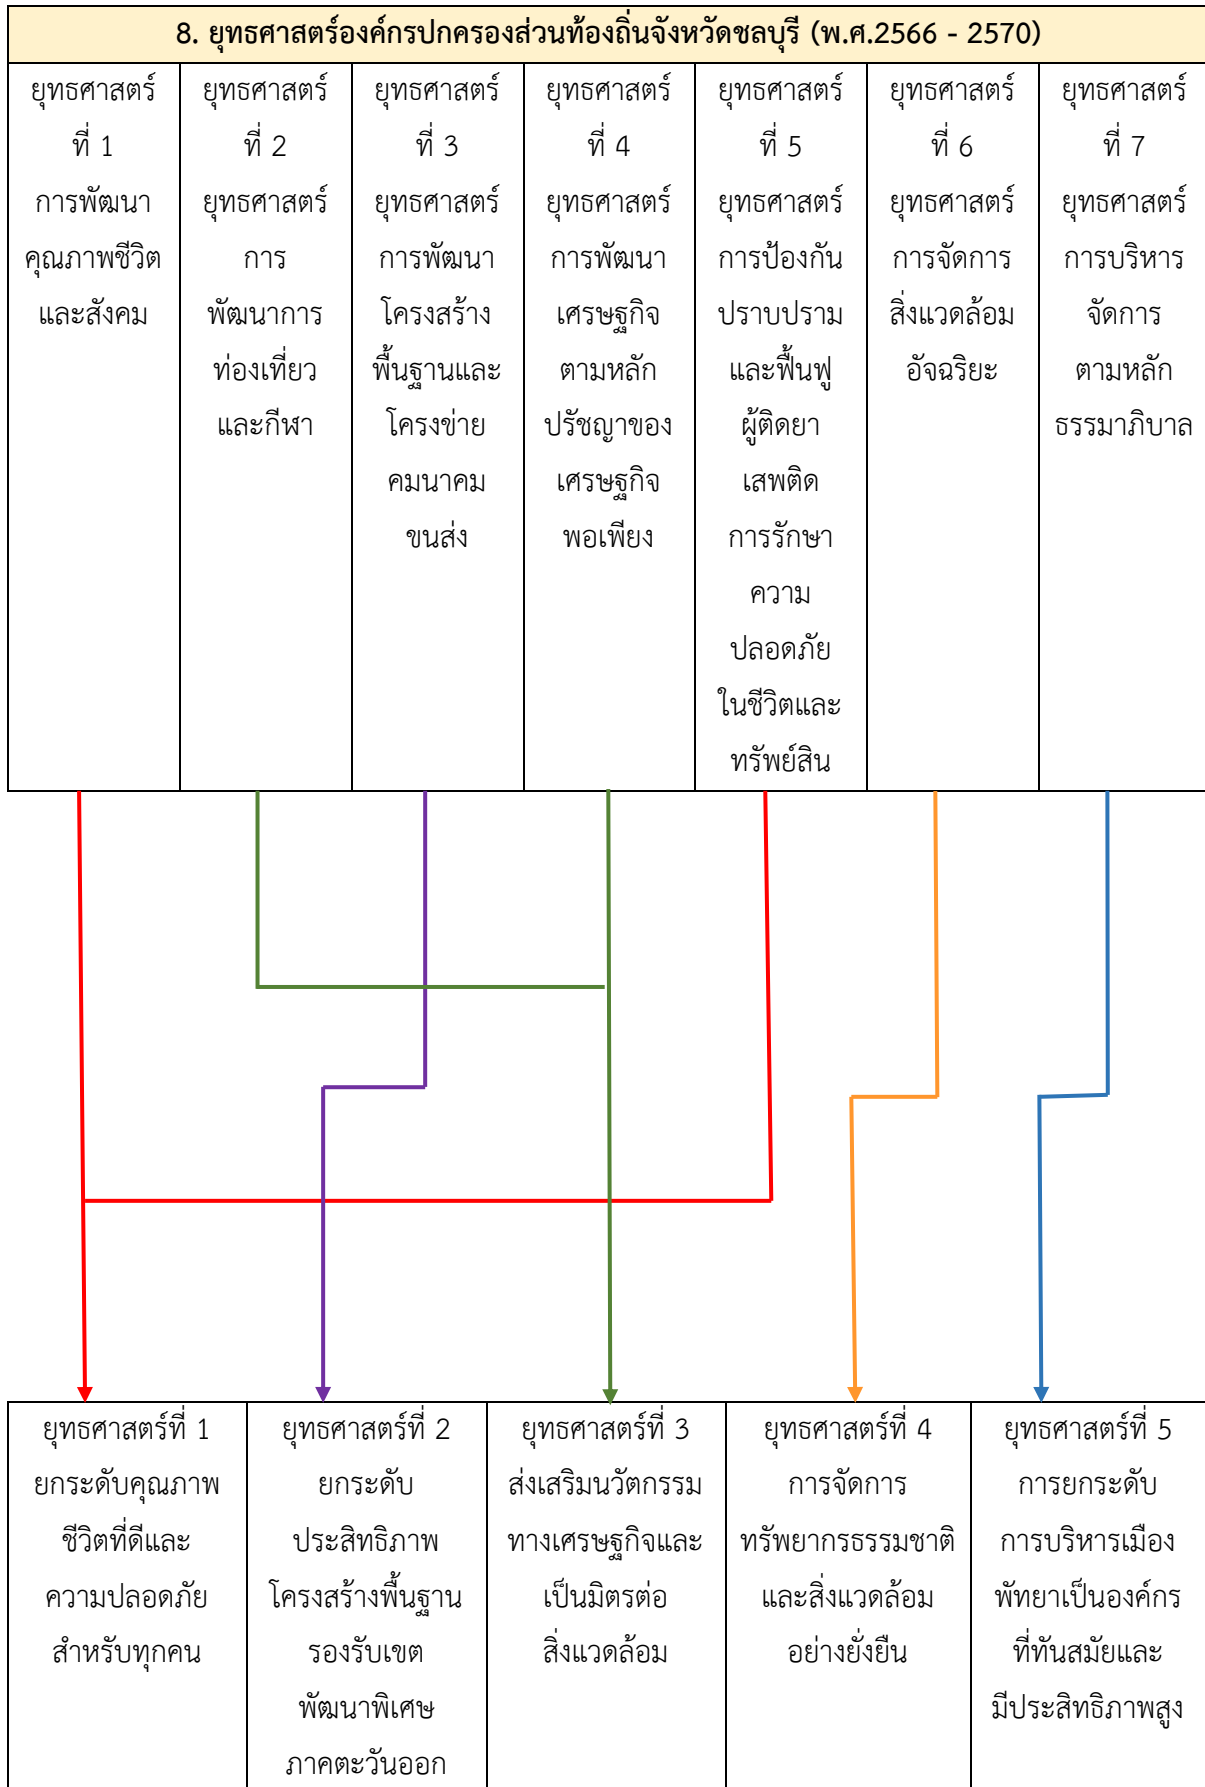 8. ยุทธศาสตร์องค์กรปกครองส่วนท้องถิ่นจังหวัดชลบุรี (พ.ศ.2566 - 2570)
ยุทธศาสตร์
ที่ 1
การพัฒนา
คุณภาพชีวิต
และสังคม
ยุทธศาสตร์
ที่ 2
ยุทธศาสตร์
การ
พัฒนาการ
ท่องเที่ยว
และกีฬา
ยุทธศาสตร์
ที่ 3
ยุทธศาสตร์
การพัฒนา
โครงสร้าง
พื้นฐานและ
โครงข่าย
คมนาคม
ขนส่ง
ยุทธศาสตร์
ที่ 4
ยุทธศาสตร์
การพัฒนา
เศรษฐกิจ
ตามหลัก
ปรัชญาของ
เศรษฐกิจ
พอเพียง
ยุทธศาสตร์
ที่ 5
ยุทธศาสตร์
การป้องกัน
ปราบปราม
และฟื้นฟู
ผู้ติดยา
เสพติด
การรักษา
ความ
ปลอดภัย
ในชีวิตและ
ทรัพย์สิน
ยุทธศาสตร์
ที่ 6
ยุทธศาสตร์
การจัดการ
สิ่งแวดล้อม
อัจฉริยะ
ยุทธศาสตร์
ที่ 7
ยุทธศาสตร์
การบริหาร
จัดการ
ตามหลัก
ธรรมาภิบาล
ยุทธศาสตร์ที่ 1
ยกระดับคุณภาพ
ชีวิตที่ดีและ
ความปลอดภัย
สำหรับทุกคน
ยุทธศาสตร์ที่ 2
ยกระดับ
ประสิทธิภาพ
โครงสร้างพื้นฐาน
รองรับเขต
พัฒนาพิเศษ
ภาคตะวันออก
ยุทธศาสตร์ที่ 3
ส่งเสริมนวัตกรรม
ทางเศรษฐกิจและ
เป็นมิตรต่อ
สิ่งแวดล้อม
ยุทธศาสตร์ที่ 4
การจัดการ
ทรัพยากรธรรมชาติ
และสิ่งแวดล้อม
อย่างยั่งยืน
ยุทธศาสตร์ที่ 5
การยกระดับ
การบริหารเมือง
พัทยาเป็นองค์กร
ที่ทันสมัยและ
มีประสิทธิภาพสูง